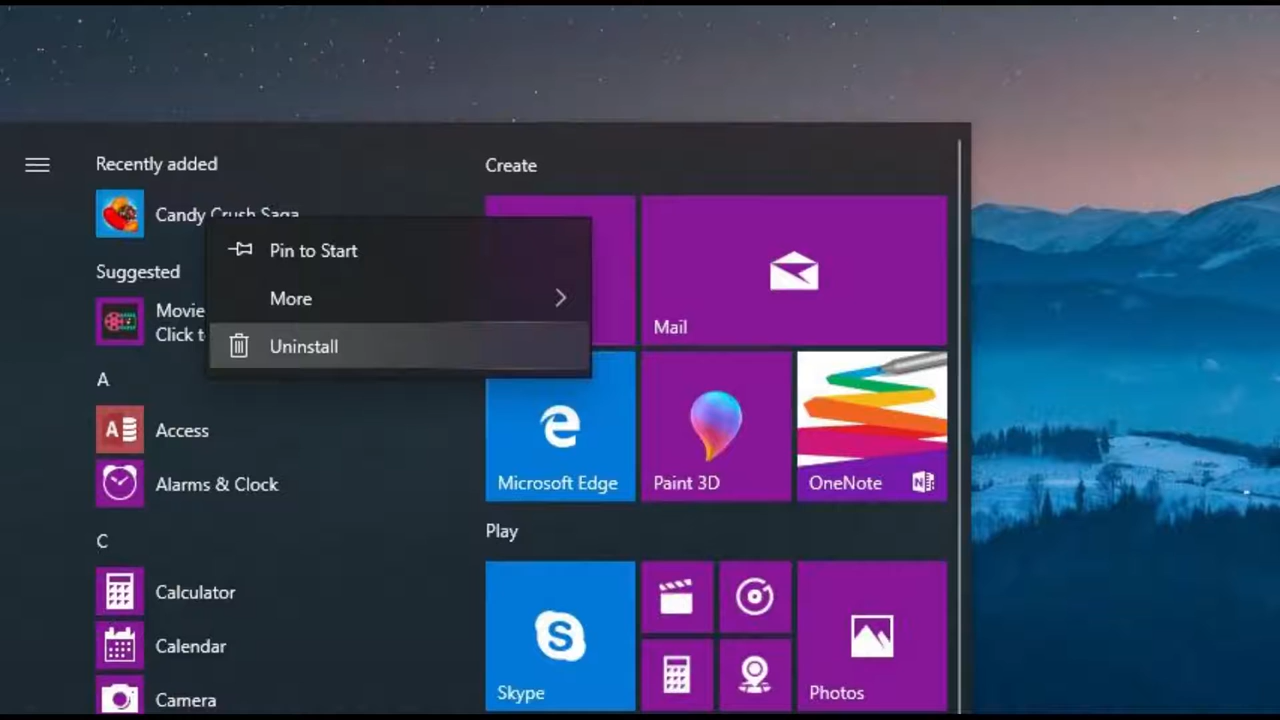 Recently added
Create
Candy Crush Saga
Pin to Start
Suggested
More
Movie
Click t
Mail
Uninstall
A
Access
Alarms & Clock
Microsoft Edge
Paint 3D
OneNote
N
C
Play
Calculator
Calendar
Camera
S
Skype
Photos